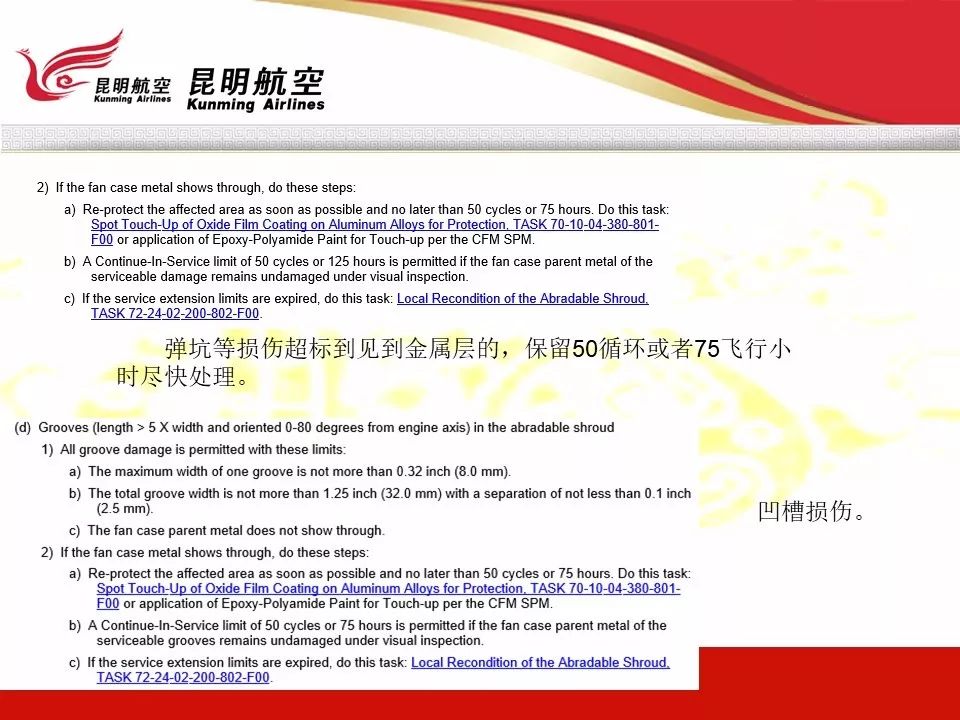 昆明航空
Kunming Airlines
昆明航空
Kunming Airlines
2) If the fan case metal shows through, do these steps:
a) Re-protect the affected area as soon as possible and no later than 50 cycles or 75 hours. Do this task:
Spot Touch-Up of Oxide Film Coating on Aluminum Alloys for Protection, TASK 70-10-04-380-801-
F00 or application of Epoxy-Polyamide Paint for Touch-up per the CFM SPM.
b) A Continue-In-Service limit of 50 cycles or 125 hours is permitted if the fan case parent metal of the
serviceable damage remains undamaged under visual inspection.
c) If the service extension limits are expired, do this task: Local Recondition of the Abradable Shroud,
TASK 72-24-02-200-802-F00.
弹坑等损伤超标到见到金属层的，保留50循环或者75飞行小
时尽快处理。
(d) Grooves (length > 5 X width and oriented 0-80 degrees from engine axis) in the abradable shroud
1) All groove damage is permitted with these limits:
a) The maximum width of one groove is not more than 0.32 inch (8.0 mm).
b) The total groove width is not more than 1.25 inch (32.0 mm) with a separation of not less than 0.1 inch
(2.5 mm).
c) The fan case parent metal does not show through.
凹槽损伤。
2) If the fan case metal shows through, do these steps:
a) Re-protect the affected area as soon as possible and no later than 50 cycles or 75 hours. Do this task:
Spot Touch-Up of Oxide Film Coating on Aluminum Alloys for Protection, TASK 70-10-04-380-801-
F00 or application of Epoxy-Polyamide Paint for Touch-up per the CFM SPM.
b) A Continue-In-Service limit of 50 cycles or 75 hours is permitted if the fan case parent metal of the
serviceable grooves remains undamaged under visual inspection.
c) If the service extension limits are expired, do this task: Local Recondition of the Abradable Shroud,
TASK 72-24-02-200-802-F00.